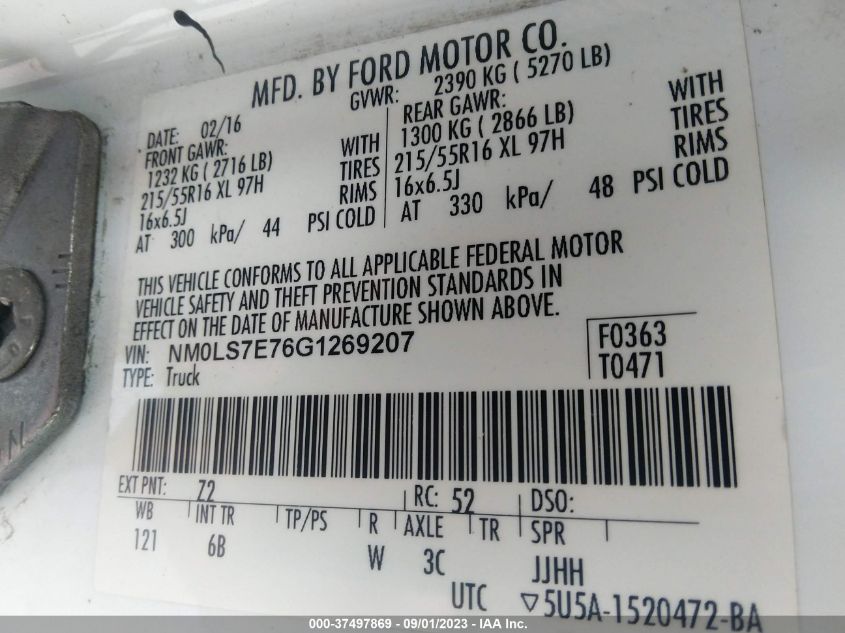 MFD. BY FORD MOTOR CO.
DATE: 02/16 GVWR: 2390 KG ( 5270 LB)
FRONT GAWR: REAR GAWR:
1232 KG ( 2716 LB) WITH 1300 KG ( 2866 LB) WITH
215/55R16 XL 97H TIRES 215/55R16 XL 97H TIRES
16x6.5J RIMS 16x6.5J RIMS
AT 300 kPa/ 44 PSI COLD AT 330 kPa/ 48 PSI COLD
THIS VEHICLE CONFORMS TO ALL APPLICABLE FEDERAL MOTOR
VEHICLE SAFETY AND THEFT PREVENTION STANDARDS IN
EFFECT ON THE DATE OF MANUFACTURE SHOWN ABOVE.
VIN: NM0LS7E76G1269207 F0363
TYPE: Truck T0471
EXT PNT: Z2 RC: 52 DSO:
WB INT TR TP/PS R AXLE TR SPR
121 6B W 3C JJHH
UTC ▽5U5A-1520472-BA
000-37497869 - 09/01/2023 - IAA Inc.